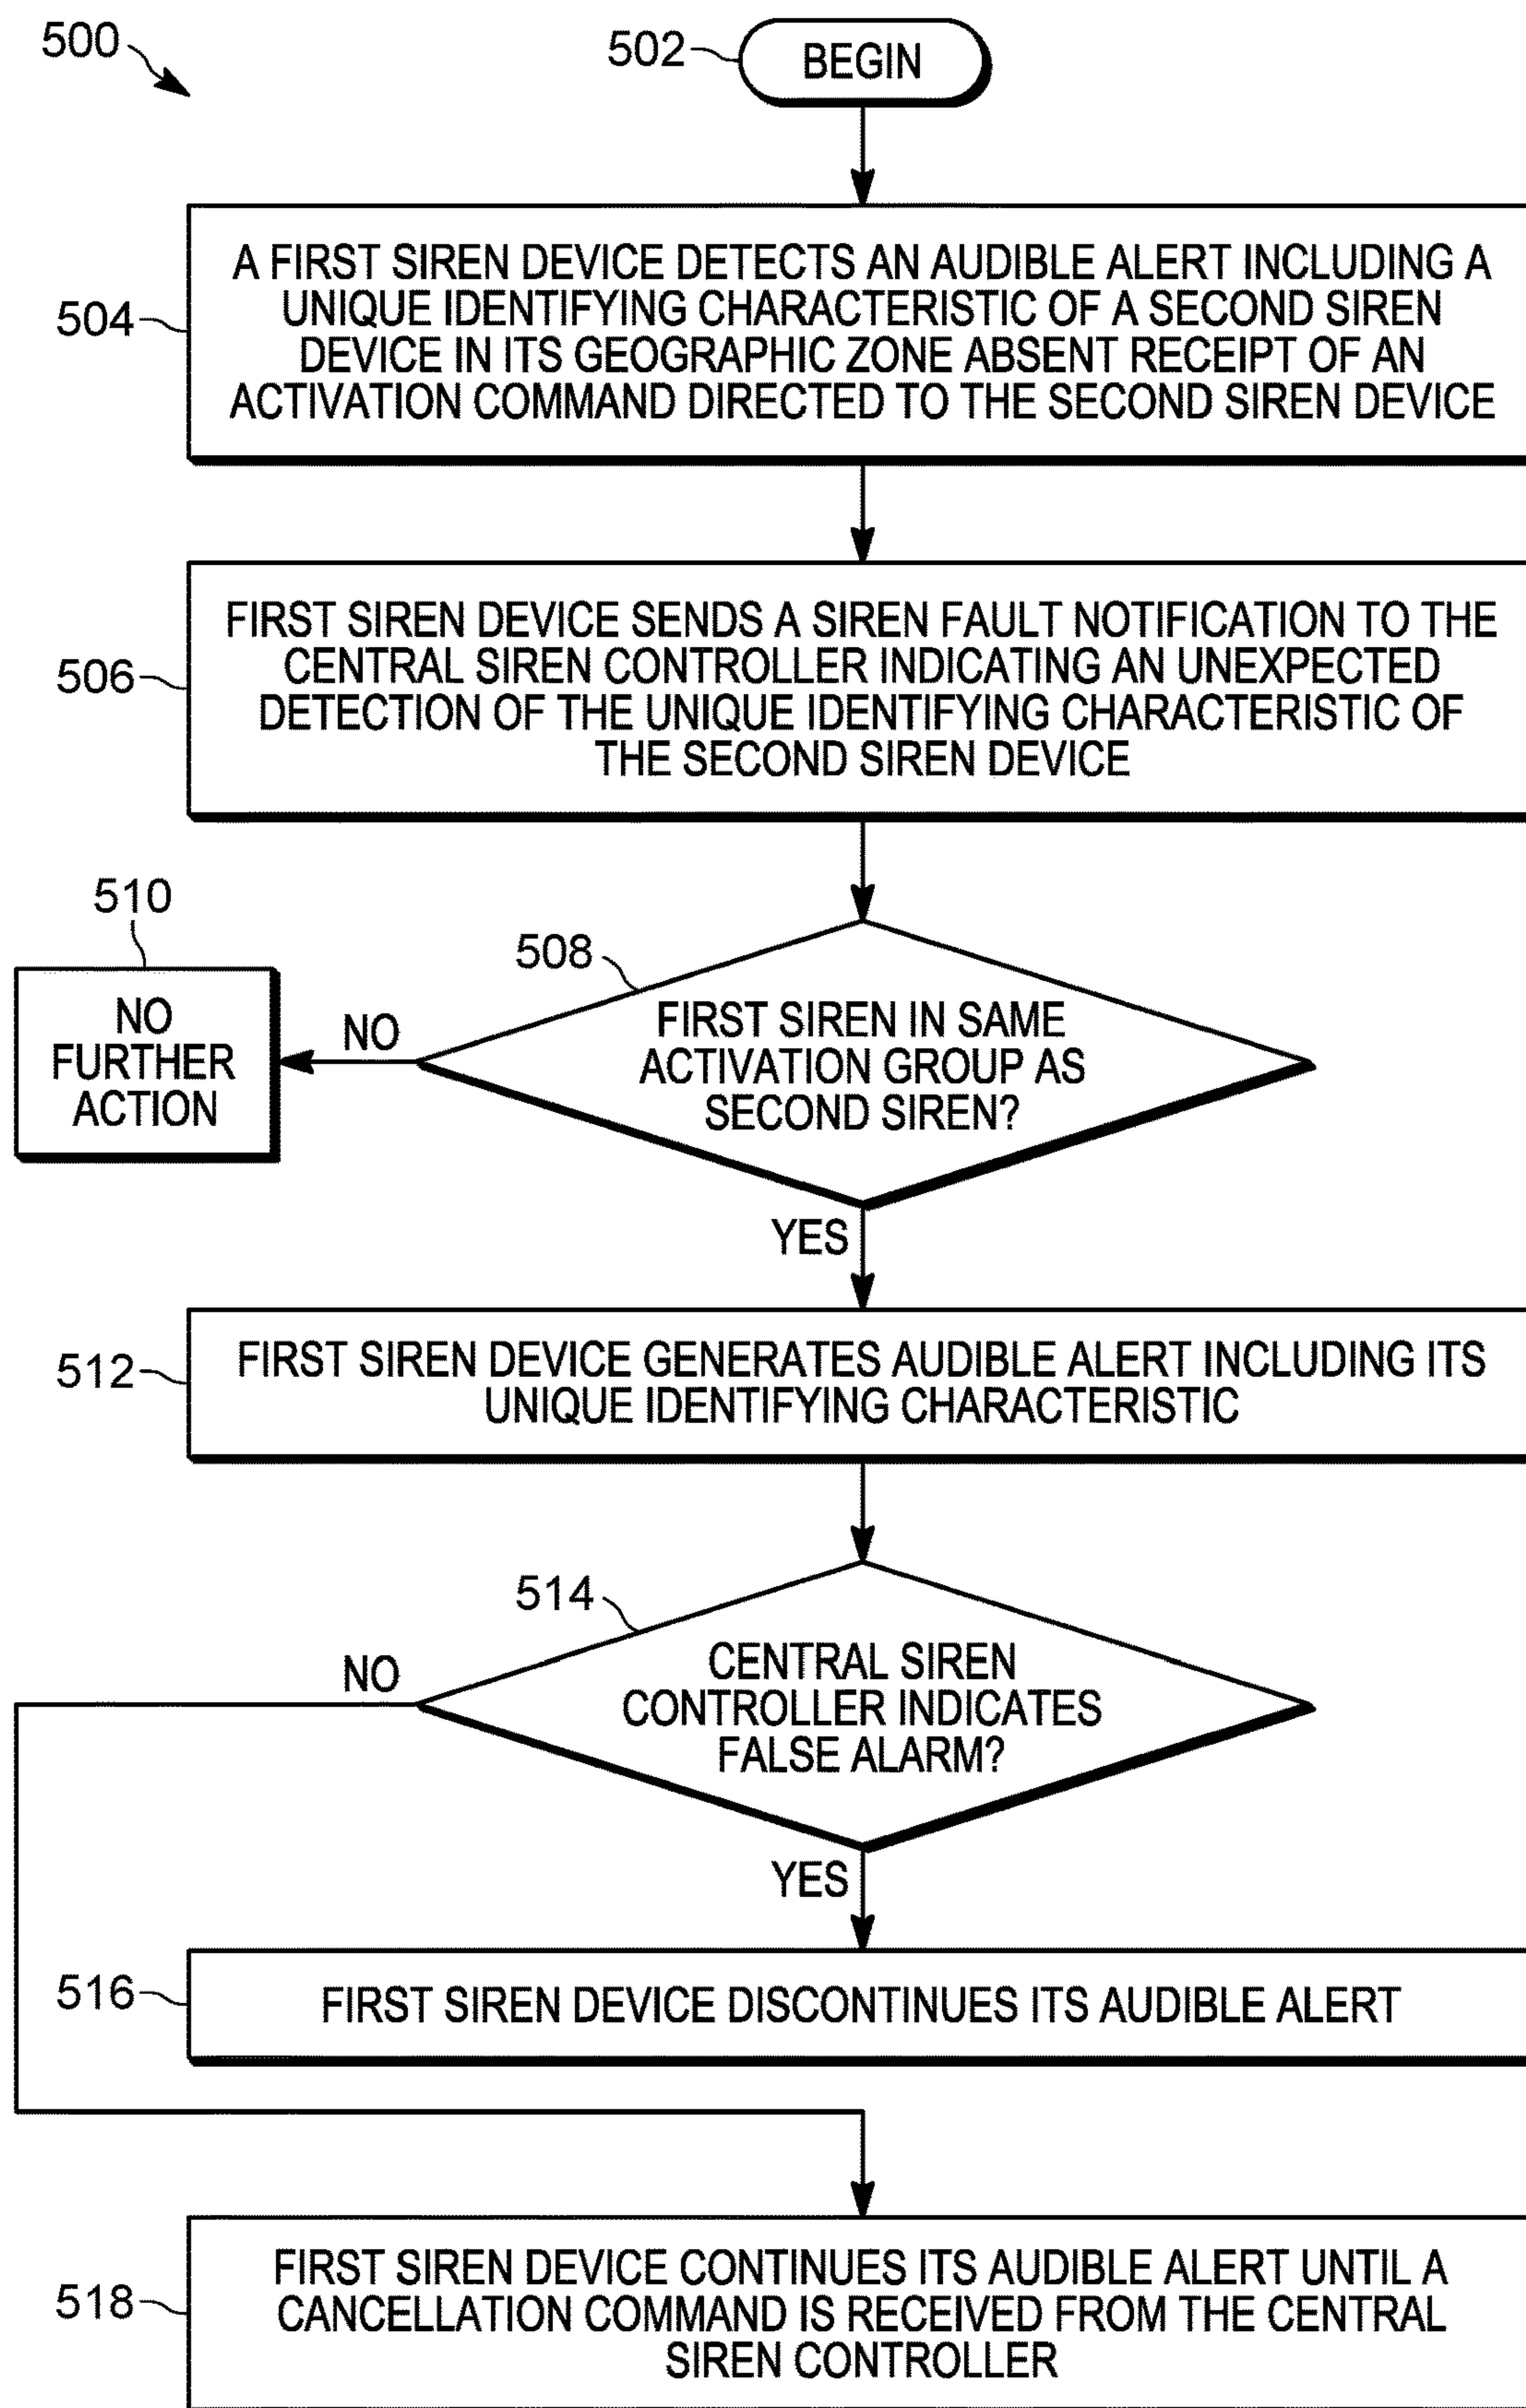 500
502
BEGIN
504
A FIRST SIREN DEVICE DETECTS AN AUDIBLE ALERT INCLUDING A
UNIQUE IDENTIFYING CHARACTERISTIC OF A SECOND SIREN
DEVICE IN ITS GEOGRAPHIC ZONE ABSENT RECEIPT OF AN
ACTIVATION COMMAND DIRECTED TO THE SECOND SIREN DEVICE
506
FIRST SIREN DEVICE SENDS A SIREN FAULT NOTIFICATION TO THE
CENTRAL SIREN CONTROLLER INDICATING AN UNEXPECTED
DETECTION OF THE UNIQUE IDENTIFYING CHARACTERISTIC OF
THE SECOND SIREN DEVICE
508
FIRST SIREN IN SAME
ACTIVATION GROUP AS
SECOND SIREN?
NO
510
NO
FURTHER
ACTION
YES
512
FIRST SIREN DEVICE GENERATES AUDIBLE ALERT INCLUDING ITS
UNIQUE IDENTIFYING CHARACTERISTIC
514
CENTRAL SIREN
CONTROLLER INDICATES
FALSE ALARM?
NO
YES
516
FIRST SIREN DEVICE DISCONTINUES ITS AUDIBLE ALERT
518
FIRST SIREN DEVICE CONTINUES ITS AUDIBLE ALERT UNTIL A
CANCELLATION COMMAND IS RECEIVED FROM THE CENTRAL
SIREN CONTROLLER